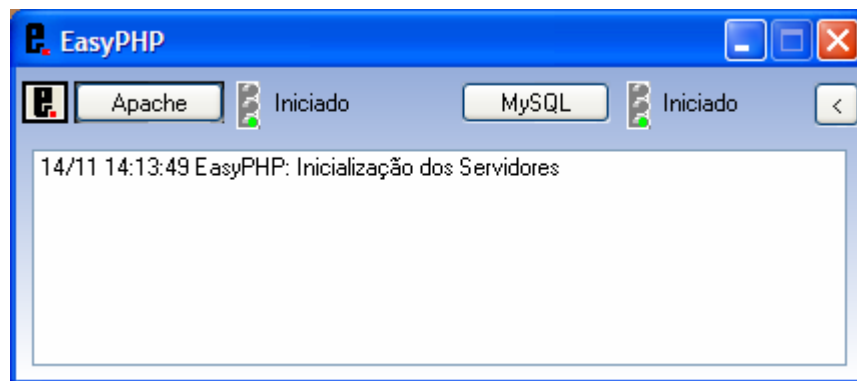 e. EasyPHP
e. Apache Iniciado MySQL Iniciado <
14/11 14:13:49 EasyPHP: Inicialização dos Servidores